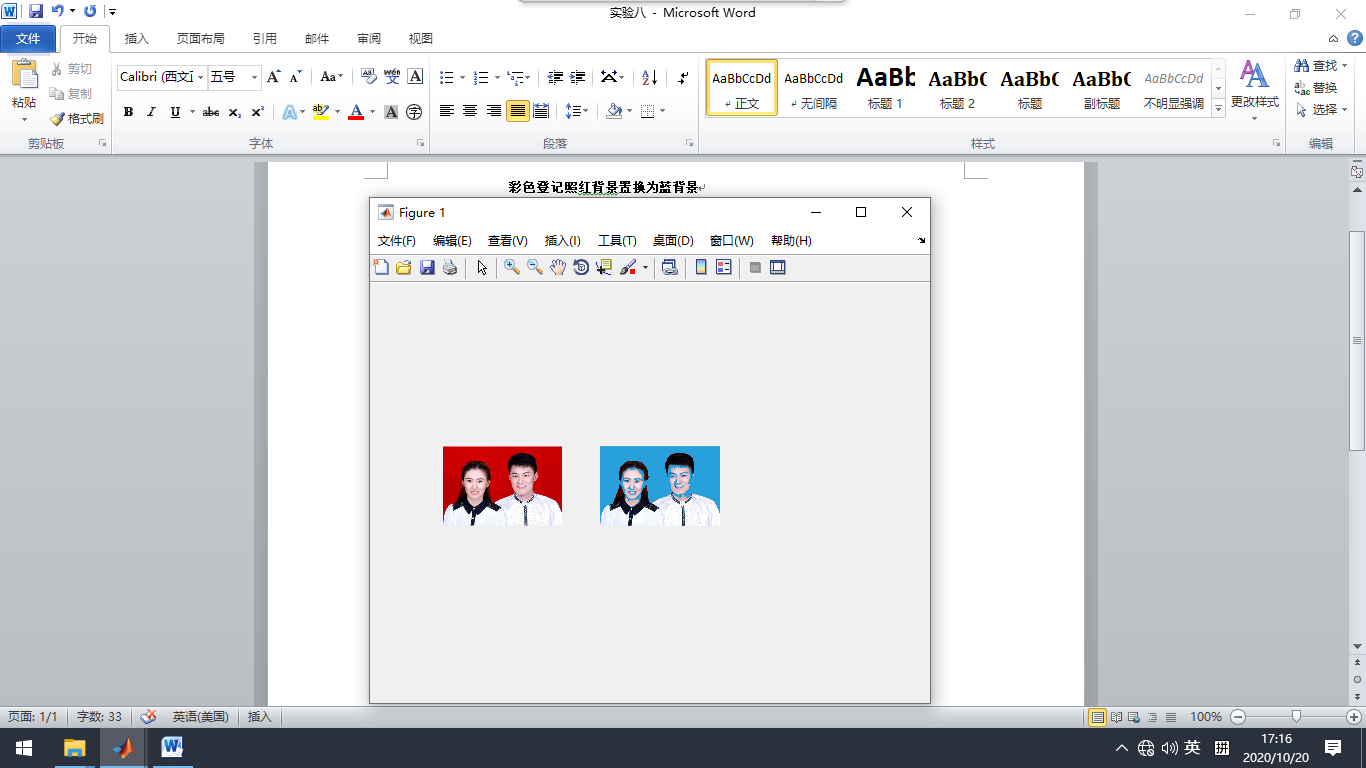 实验八 - Microsoft Word
文件 开始 插入 页面布局 引用 邮件 审阅 视图
粘贴 剪切 复制 格式刷
Calibri (西文正 五号
AaBbCcDd AaBbCcDd AaBb AaBbC AaBbC AaBbC AaBbCcDd
正文 无间隔 标题 1 标题 2 标题 副标题 不明显强调
更改样式
查找
替换
选择
剪贴板 字体 段落 样式 编辑
彩色登记照红背景置换为蓝背景
Figure 1
文件(F) 编辑(E) 查看(V) 插入(I) 工具(T) 桌面(D) 窗口(W) 帮助(H)
页面: 1/1 字数: 33 英语(美国) 插入 100%
英 拼 17:16
2020/10/20